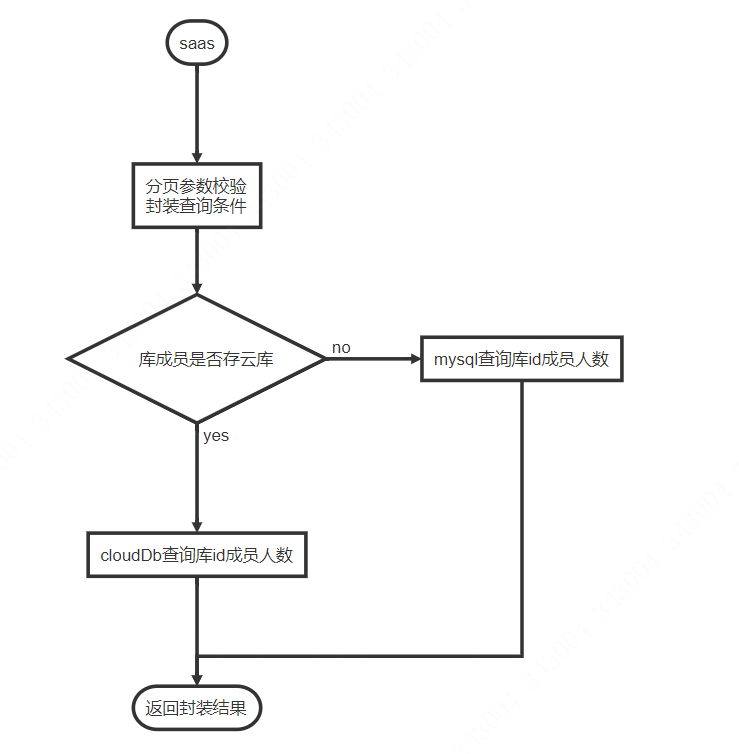 saas
分页参数校验
封装查询条件
库成员是否存云库
no
mysql查询库id成员人数
yes
cloudDb查询库id成员人数
返回封装结果